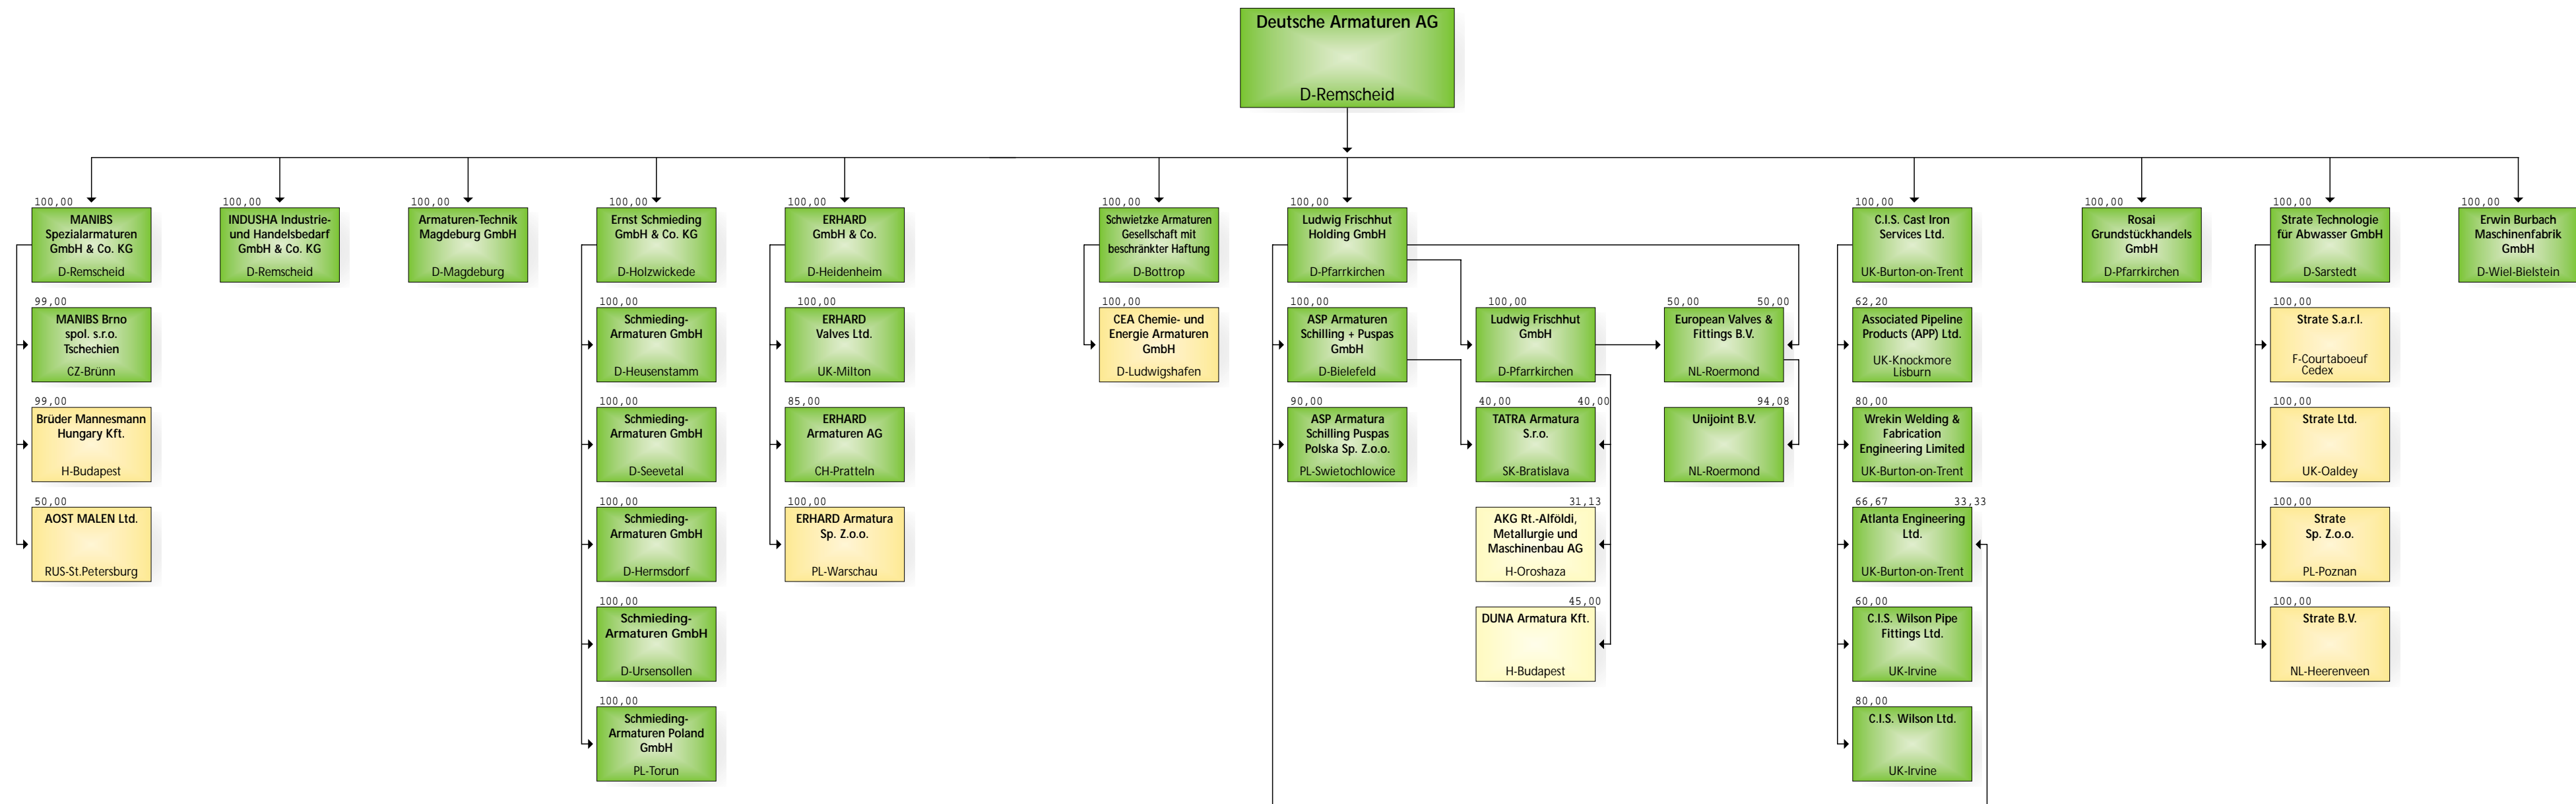 Deutsche Armaturen AG
D-Remscheid
100,00
MANIBS
Spezialarmaturen
GmbH & Co. KG
D-Remscheid
99,00
MANIBS Brno
spol. s.r.o.
Tschechien
CZ-Brünn
99,00
Brüder Mannesmann
Hungary Kft.
H-Budapest
50,00
AOST MALEN Ltd.
RUS-St.Petersburg
100,00
INDUSHA Industrie-
und Handelsbedarf
GmbH & Co. KG
D-Remscheid
100,00
Armaturen-Technik
Magdeburg GmbH
D-Magdeburg
100,00
Ernst Schmieding
GmbH & Co. KG
D-Holzwickede
100,00
Schmieding-
Armaturen GmbH
D-Heusenstamm
100,00
Schmieding-
Armaturen GmbH
D-Seevetal
100,00
Schmieding-
Armaturen GmbH
D-Hermsdorf
100,00
Schmieding-
Armaturen GmbH
D-Ursensollen
100,00
Schmieding-
Armaturen Poland
GmbH
PL-Torun
100,00
ERHARD
GmbH & Co.
D-Heidenheim
100,00
ERHARD
Valves Ltd.
UK-Milton
85,00
ERHARD
Armaturen AG
CH-Pratteln
100,00
ERHARD Armatura
Sp. Z.o.o.
PL-Warschau
100,00
Schwietzke Armaturen
Gesellschaft mit
beschränkter Haftung
D-Bottrop
100,00
CEA Chemie- und
Energie Armaturen
GmbH
D-Ludwigshafen
100,00
Ludwig Frischhut
Holding GmbH
D-Pfarrkirchen
100,00
ASP Armaturen
Schilling + Puspas
GmbH
D-Bielefeld
90,00
ASP Armatura
Schilling Puspas
Polska Sp. Z.o.o.
PL-Swietochlowice
100,00
Ludwig Frischhut
GmbH
D-Pfarrkirchen
40,00 40,00
TATRA Armatura
S.r.o.
SK-Bratislava
31,13
AKG Rt.-Alföldi,
Metallurgie und
Maschinenbau AG
H-Oroshaza
45,00
DUNA Armatura Kft.
H-Budapest
50,00 50,00
European Valves &
Fittings B.V.
NL-Roermond
94,08
Unijoint B.V.
NL-Roermond
100,00
C.I.S. Cast Iron
Services Ltd.
UK-Burton-on-Trent
62,20
Associated Pipeline
Products (APP) Ltd.
UK-Knockmore
Lisburn
80,00
Wrekin Welding &
Fabrication
Engineering Limited
UK-Burton-on-Trent
66,67 33,33
Atlanta Engineering
Ltd.
UK-Burton-on-Trent
60,00
C.I.S. Wilson Pipe
Fittings Ltd.
UK-Irvine
80,00
C.I.S. Wilson Ltd.
UK-Irvine
100,00
Rosai
Grundstückhandels
GmbH
D-Pfarrkirchen
100,00
Strate Technologie
für Abwasser GmbH
D-Sarstedt
100,00
Strate S.a.r.l.
F-Courtaboeuf
Cedex
100,00
Strate Ltd.
UK-Oaldey
100,00
Strate
Sp. Z.o.o.
PL-Poznan
100,00
Strate B.V.
NL-Heerenveen
100,00
Erwin Burbach
Maschinenfabrik
GmbH
D-Wiel-Bielstein